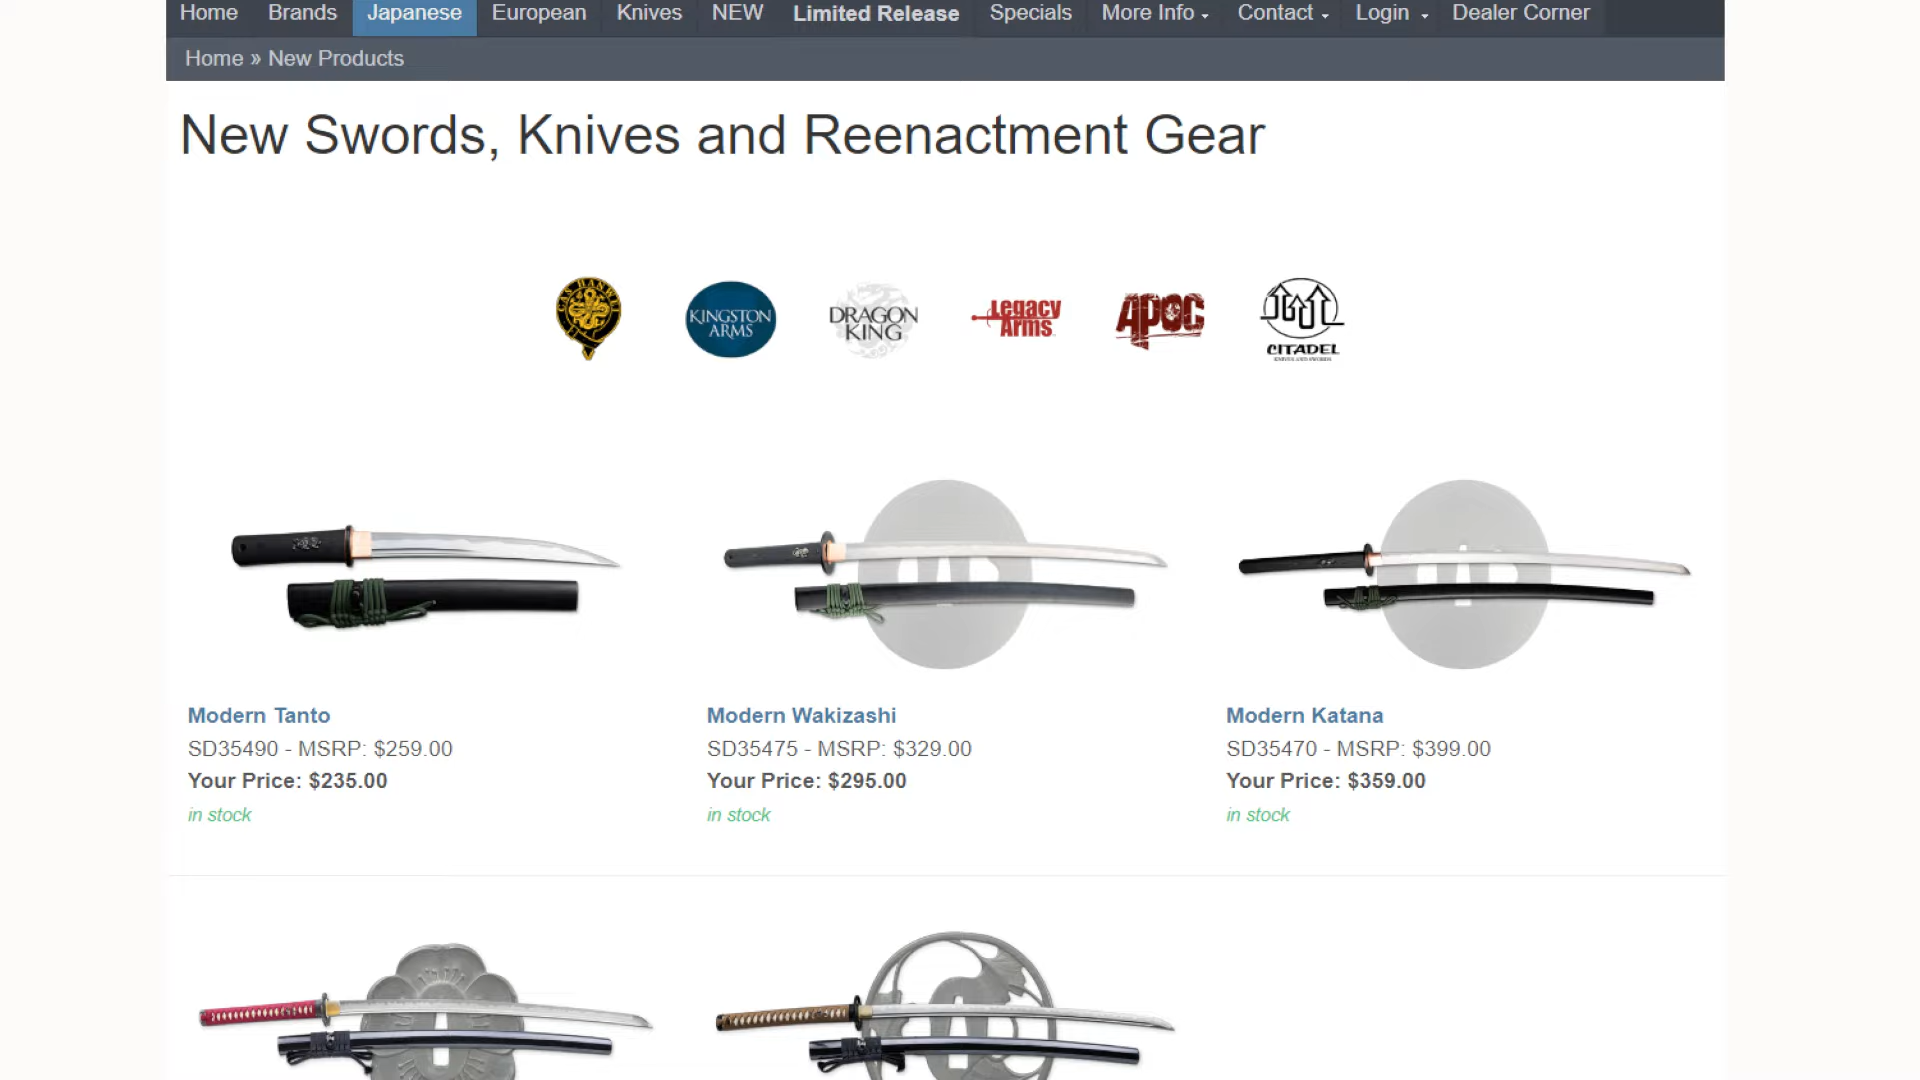 Home Brands Japanese European Knives NEW Limited Release Specials More Info Contact Login Dealer Corner
Home » New Products
New Swords, Knives and Reenactment Gear
KINGSTON
ARMS
DRAGON
KING
Legacy
Arms
APOC
CITADEL
Modern Tanto
SD35490 - MSRP: $259.00
Your Price: $235.00
in stock
Modern Wakizashi
SD35475 - MSRP: $329.00
Your Price: $295.00
in stock
Modern Katana
SD35470 - MSRP: $399.00
Your Price: $359.00
in stock